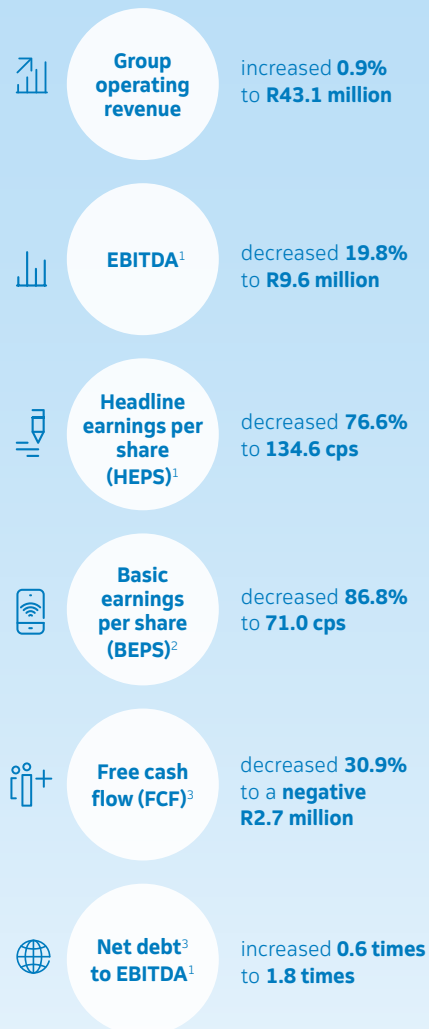 Group
operating
revenue
increased 0.9%
to R43.1 million
EBITDA¹
decreased 19.8%
to R9.6 million
Headline
earnings per
share
(HEPS)¹
decreased 76.6%
to 134.6 cps
Basic
earnings
per share
(BEPS)²
decreased 86.8%
to 71.0 cps
Free cash
flow (FCF)³
decreased 30.9%
to a negative
R2.7 million
Net debt³
to EBITDA¹
increased 0.6 times
to 1.8 times